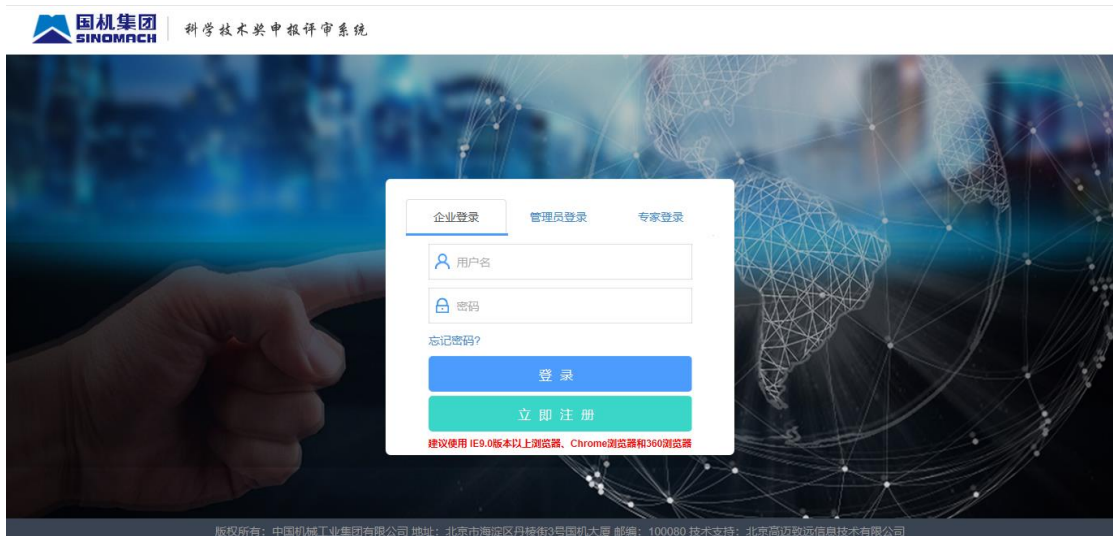 国机集团
SINOMACH
科学技术奖申报评审系统
企业登录 管理员登录 专家登录
用户名
密码
忘记密码?
登 录
立 即 注 册
建议使用 IE9.0版本以上浏览器、Chrome浏览器和360浏览器
版权所有：中国机械工业集团有限公司 地址：北京市海淀区丹棱街3号国机大厦 邮编：100080 技术支持：北京高迈致远信息技术有限公司